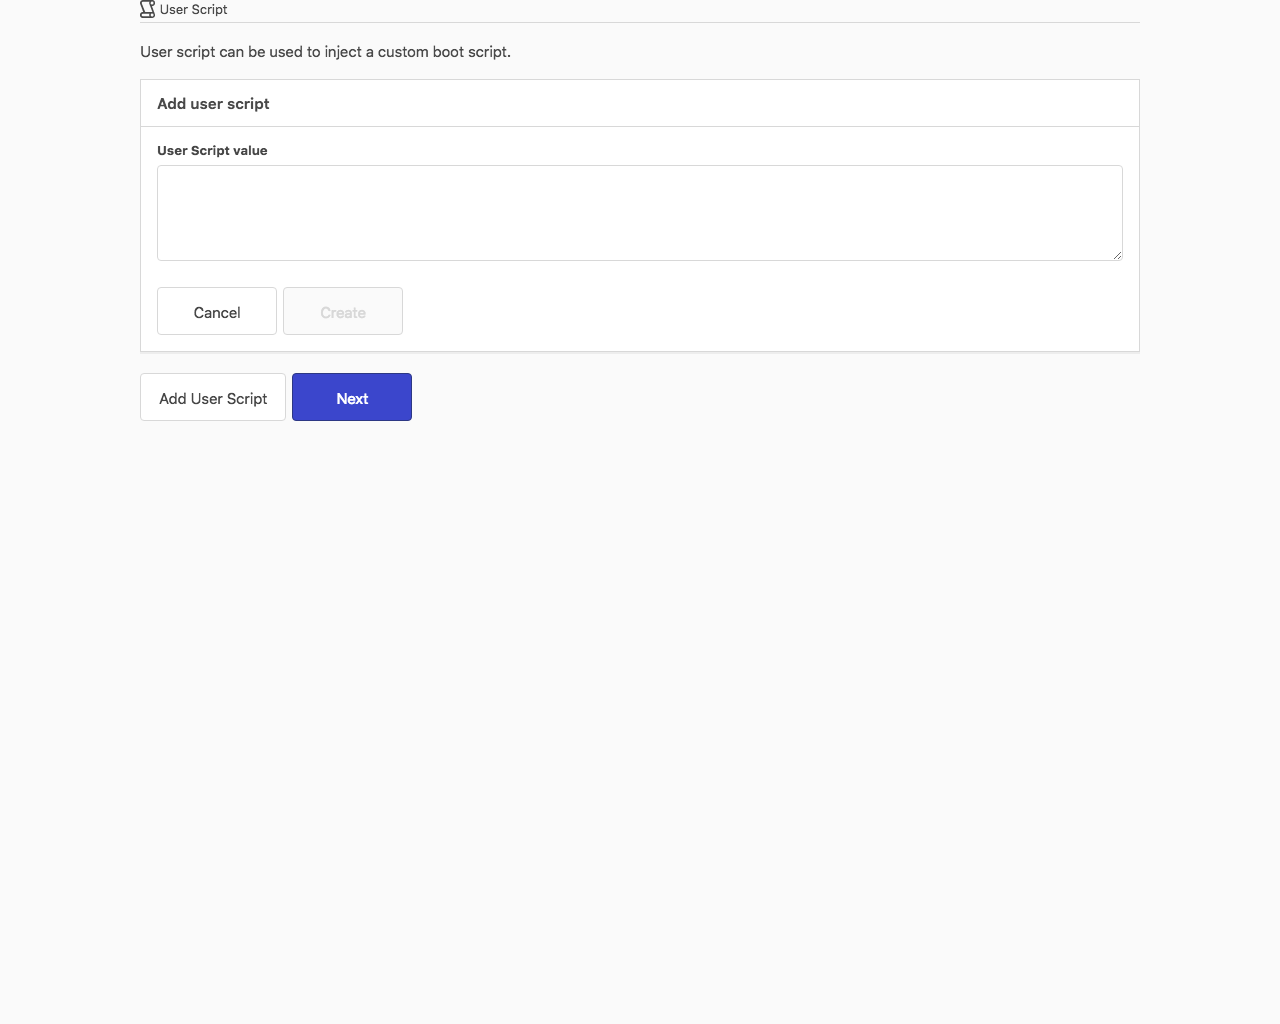 User Script
User script can be used to inject a custom boot script.
Add user script
User Script value
Cancel
Create
Add User Script
Next